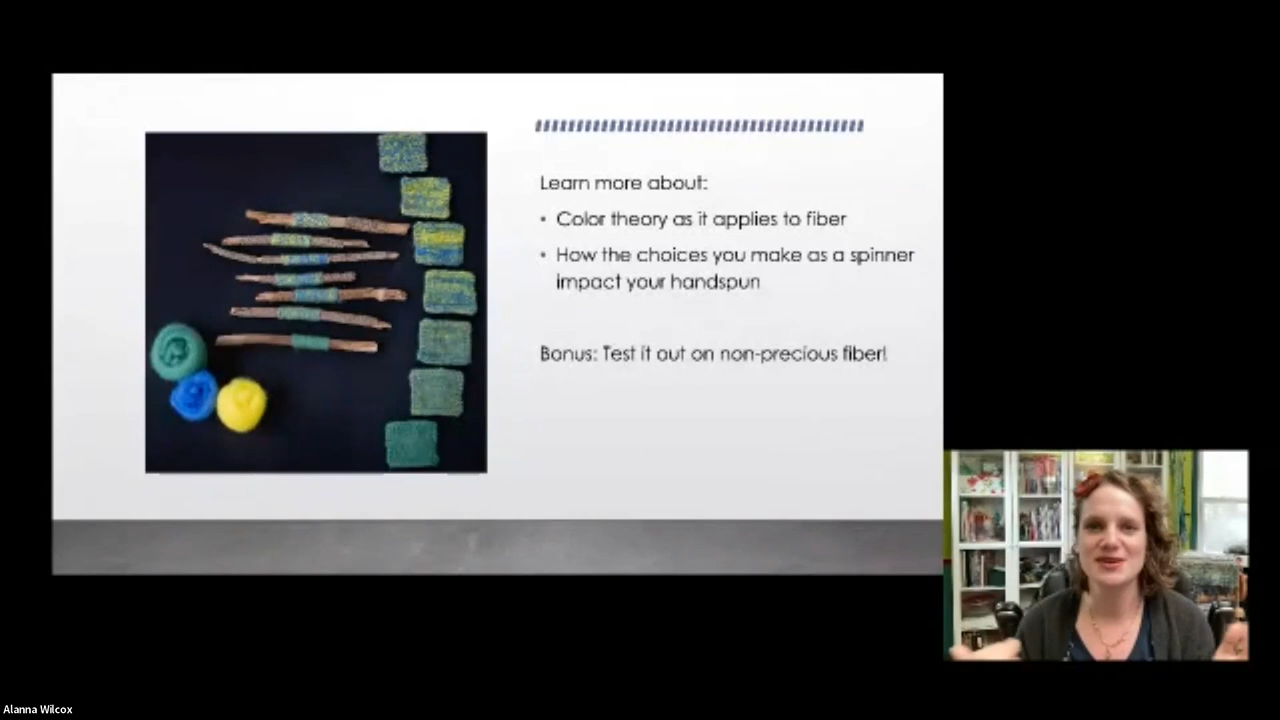 Learn more about:
• Color theory as it applies to fiber
• How the choices you make as a spinner
impact your handspun
Bonus: Test it out on non-precious fiber!
Alanna Wilcox